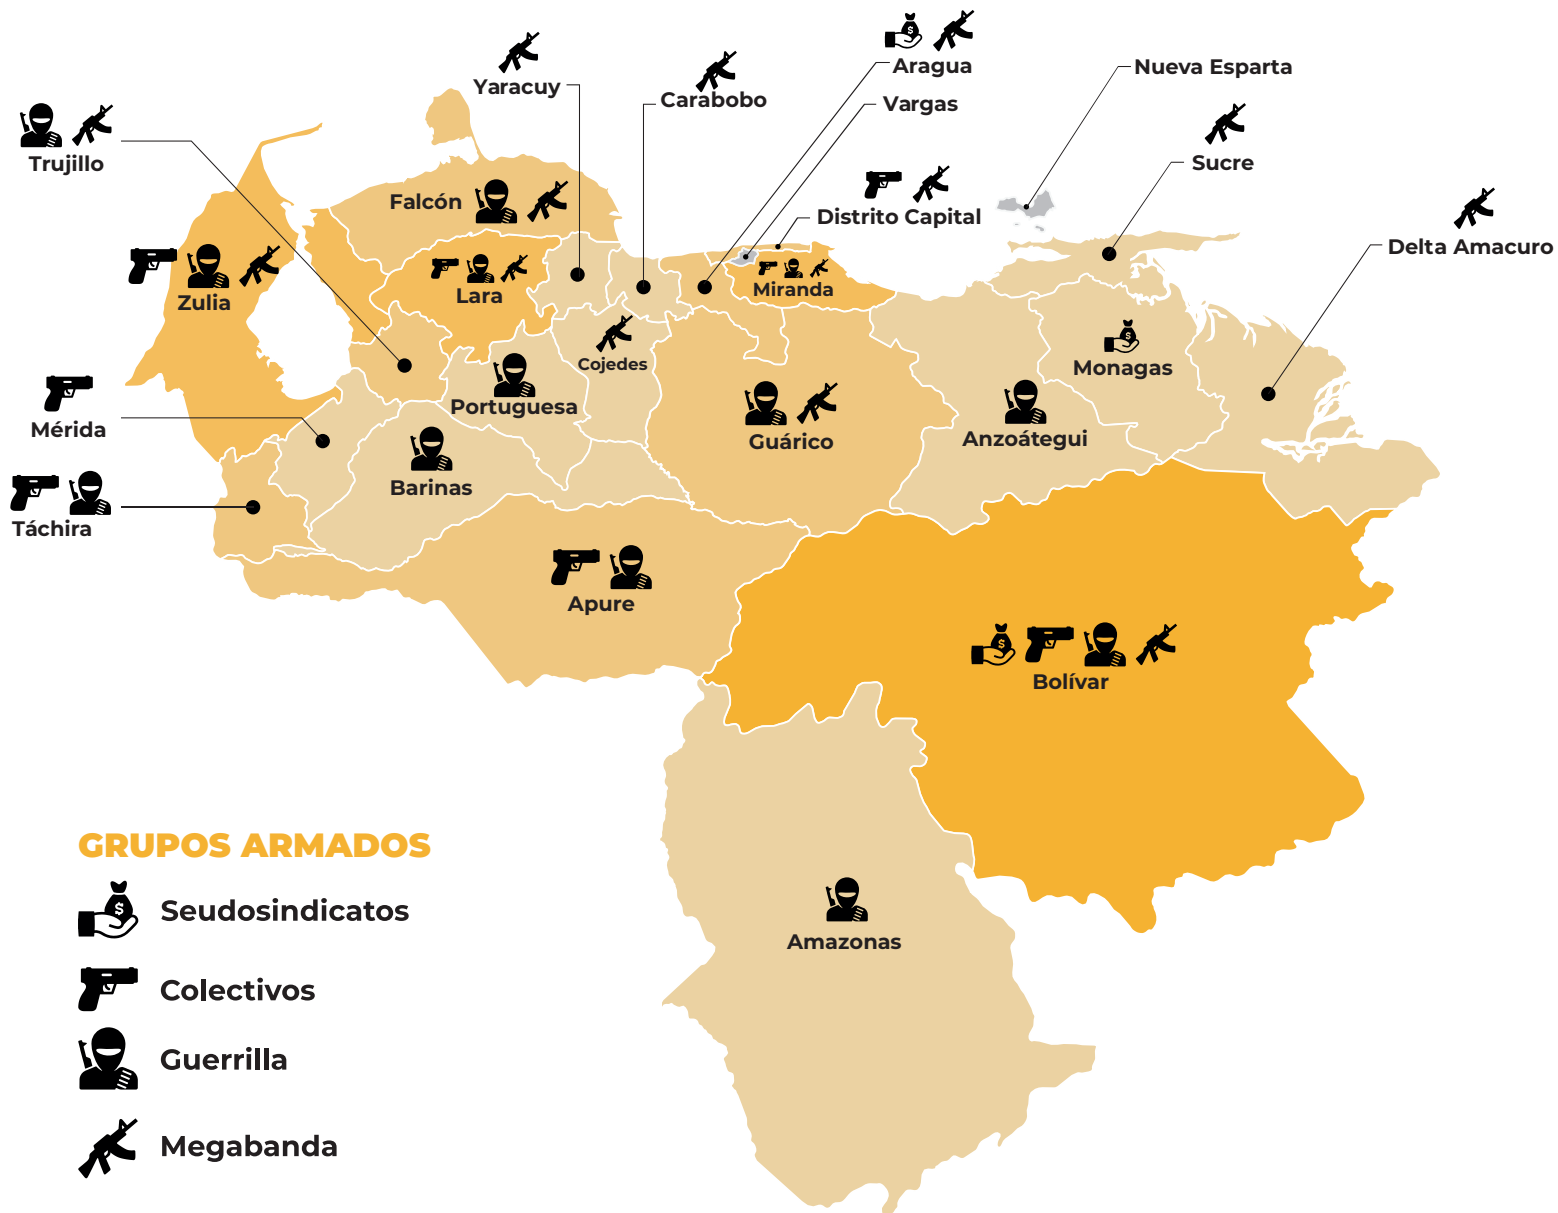 Yaracuy
Carabobo
Aragua
Vargas
Nueva Esparta
Trujillo
Sucre
Falcón
Distrito Capital
Delta Amacuro
Zulia
Lara
Miranda
Cojedes
Monagas
Mérida
Portuguesa
Guárico
Anzoátegui
Barinas
Táchira
Apure
Bolívar
GRUPOS ARMADOS
$ Seudosindicatos
Amazonas
Colectivos
Guerrilla
Megabanda